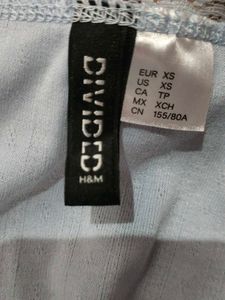 DIVIDED
H&M
EUR XS
US XS
CA TP
MX XCH
CN 155/80A